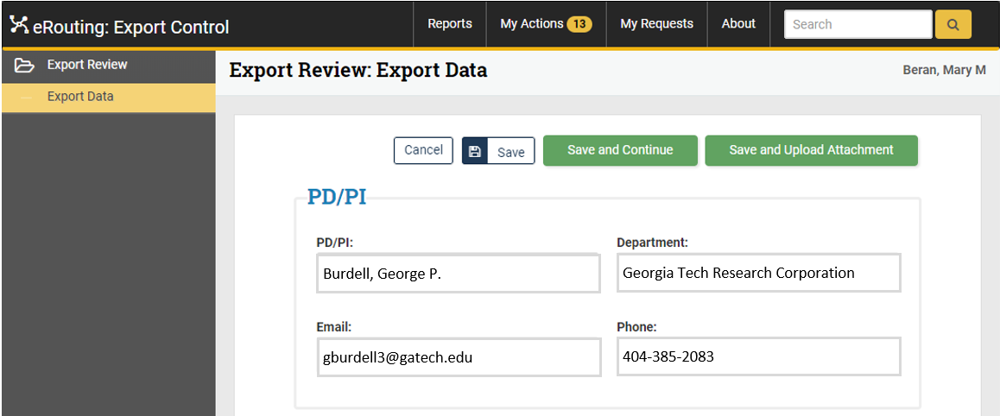 eRouting: Export Control
Reports
My Actions 13
My Requests
About
Search
Export Review
Export Data
Export Review: Export Data
Beran, Mary M
Cancel
Save
Save and Continue
Save and Upload Attachment
PD/PI
PD/PI:
Department:
Burdell, George P.
Georgia Tech Research Corporation
Email:
Phone:
gburdell3@gatech.edu
404-385-2083